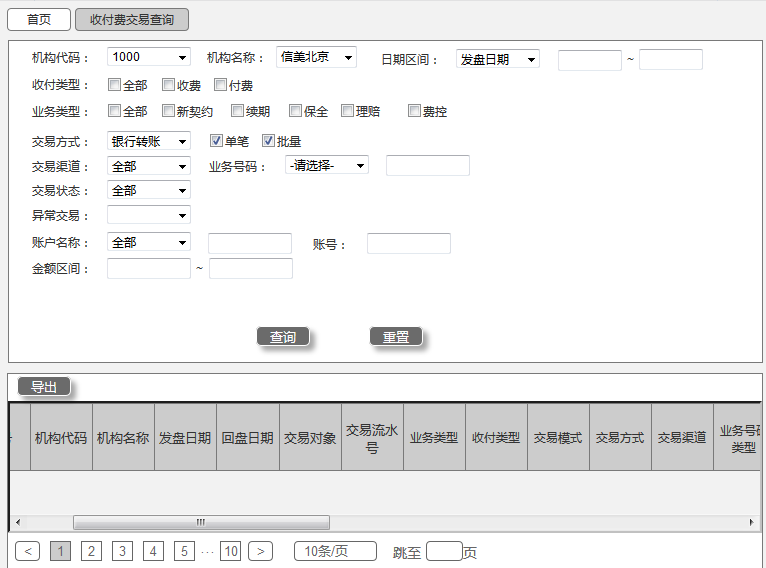 首页 收付费交易查询
机构代码： 1000 机构名称： 信美北京 日期区间： 发盘日期 ~
收付类型： 全部 收费 付费
业务类型： 全部 新契约 续期 保全 理赔 费控
交易方式： 银行转账 单笔 批量
交易渠道： 全部 业务号码： -请选择-
交易状态： 全部
异常交易：
账户名称： 全部 账号：
金额区间： ~
查询 重置
导出
机构代码 机构名称 发盘日期 回盘日期 交易对象 交易流水号 业务类型 收付类型 交易模式 交易方式 交易渠道 业务号码类型
< 1 2 3 4 5 ··· 10 > 10条/页 跳至 页